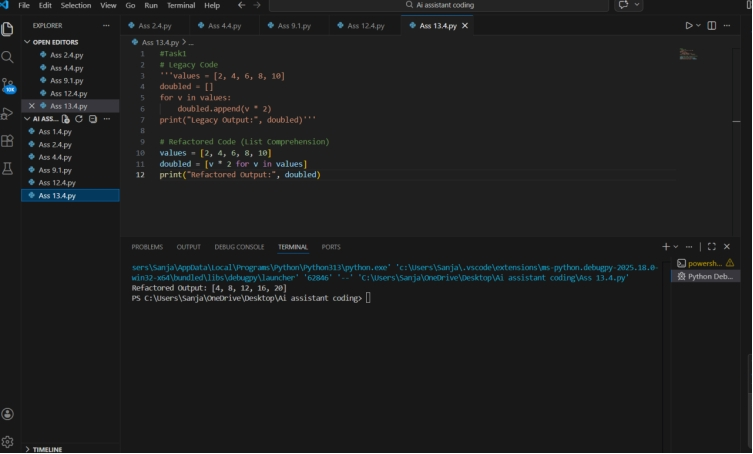 File Edit Selection View Go Run Terminal Help
Ai assistant coding
EXPLORER
OPEN EDITORS
Ass 2.4.py
Ass 4.4.py
Ass 9.1.py
Ass 12.4.py
Ass 13.4.py
10K
AI ASS...
Ass 1.4.py
Ass 2.4.py
Ass 4.4.py
Ass 9.1.py
Ass 12.4.py
Ass 13.4.py
TIMELINE
Ass 2.4.py Ass 4.4.py Ass 9.1.py Ass 12.4.py Ass 13.4.py
Ass 13.4.py > ...
1 #Task1
2 # Legacy Code
3 '''values = [2, 4, 6, 8, 10]
4 doubled = []
5 for v in values:
6 doubled.append(v * 2)
7 print("Legacy Output:", doubled)'''
8
9 # Refactored Code (List Comprehension)
10 values = [2, 4, 6, 8, 10]
11 doubled = [v * 2 for v in values]
12 print("Refactored Output:", doubled)
PROBLEMS OUTPUT DEBUG CONSOLE TERMINAL PORTS
sers\Sanja\AppData\Local\Programs\Python\Python313\python.exe' 'c:\Users\Sanja\.vscode\extensions\ms-python.debugpy-2025.18.0-
win32-x64\bundled\libs\debugpy\launcher' '62846' '--' 'C:\Users\Sanja\OneDrive\Desktop\Ai assistant coding\Ass 13.4.py'
Refactored Output: [4, 8, 12, 16, 20]
PS C:\Users\Sanja\OneDrive\Desktop\Ai assistant coding>
powersh...
Python Deb...